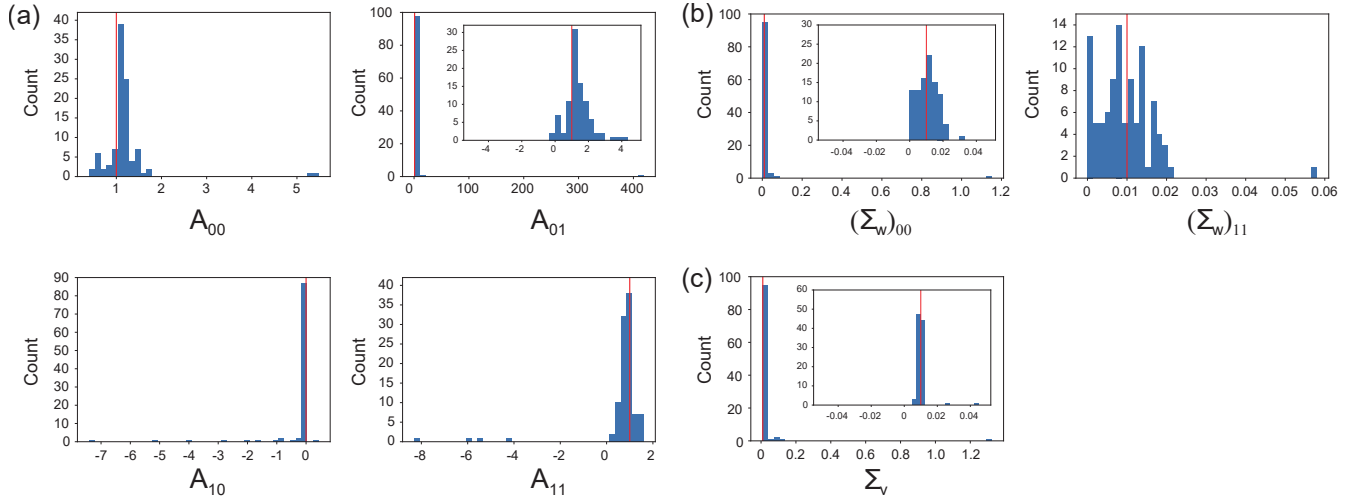 (a)
40
35
30
25
20
15
10
5
0
Count
1 2 3 4 5
A00
100
80
60
40
20
0
Count
30
25
20
15
10
5
0
-4 -2 0 2 4
0 100 200 300 400
A01
(b)
100
80
60
40
20
0
Count
30
25
20
15
10
5
0
-0.04 -0.02 0 0.02 0.04
0 0.2 0.4 0.6 0.8 1.0 1.2
(Σw)00
14
12
10
8
6
4
2
0
Count
0 0.01 0.02 0.03 0.04 0.05 0.06
(Σw)11
90
80
70
60
50
40
30
20
10
0
Count
-7 -6 -5 -4 -3 -2 -1 0
A10
40
35
30
25
20
15
10
5
0
Count
-8 -6 -4 -2 0 2
A11
(c)
100
80
60
40
20
0
Count
60
50
40
30
20
10
0
-0.04 -0.02 0 0.02 0.04
0 0.2 0.4 0.6 0.8 1.0 1.2
Σv